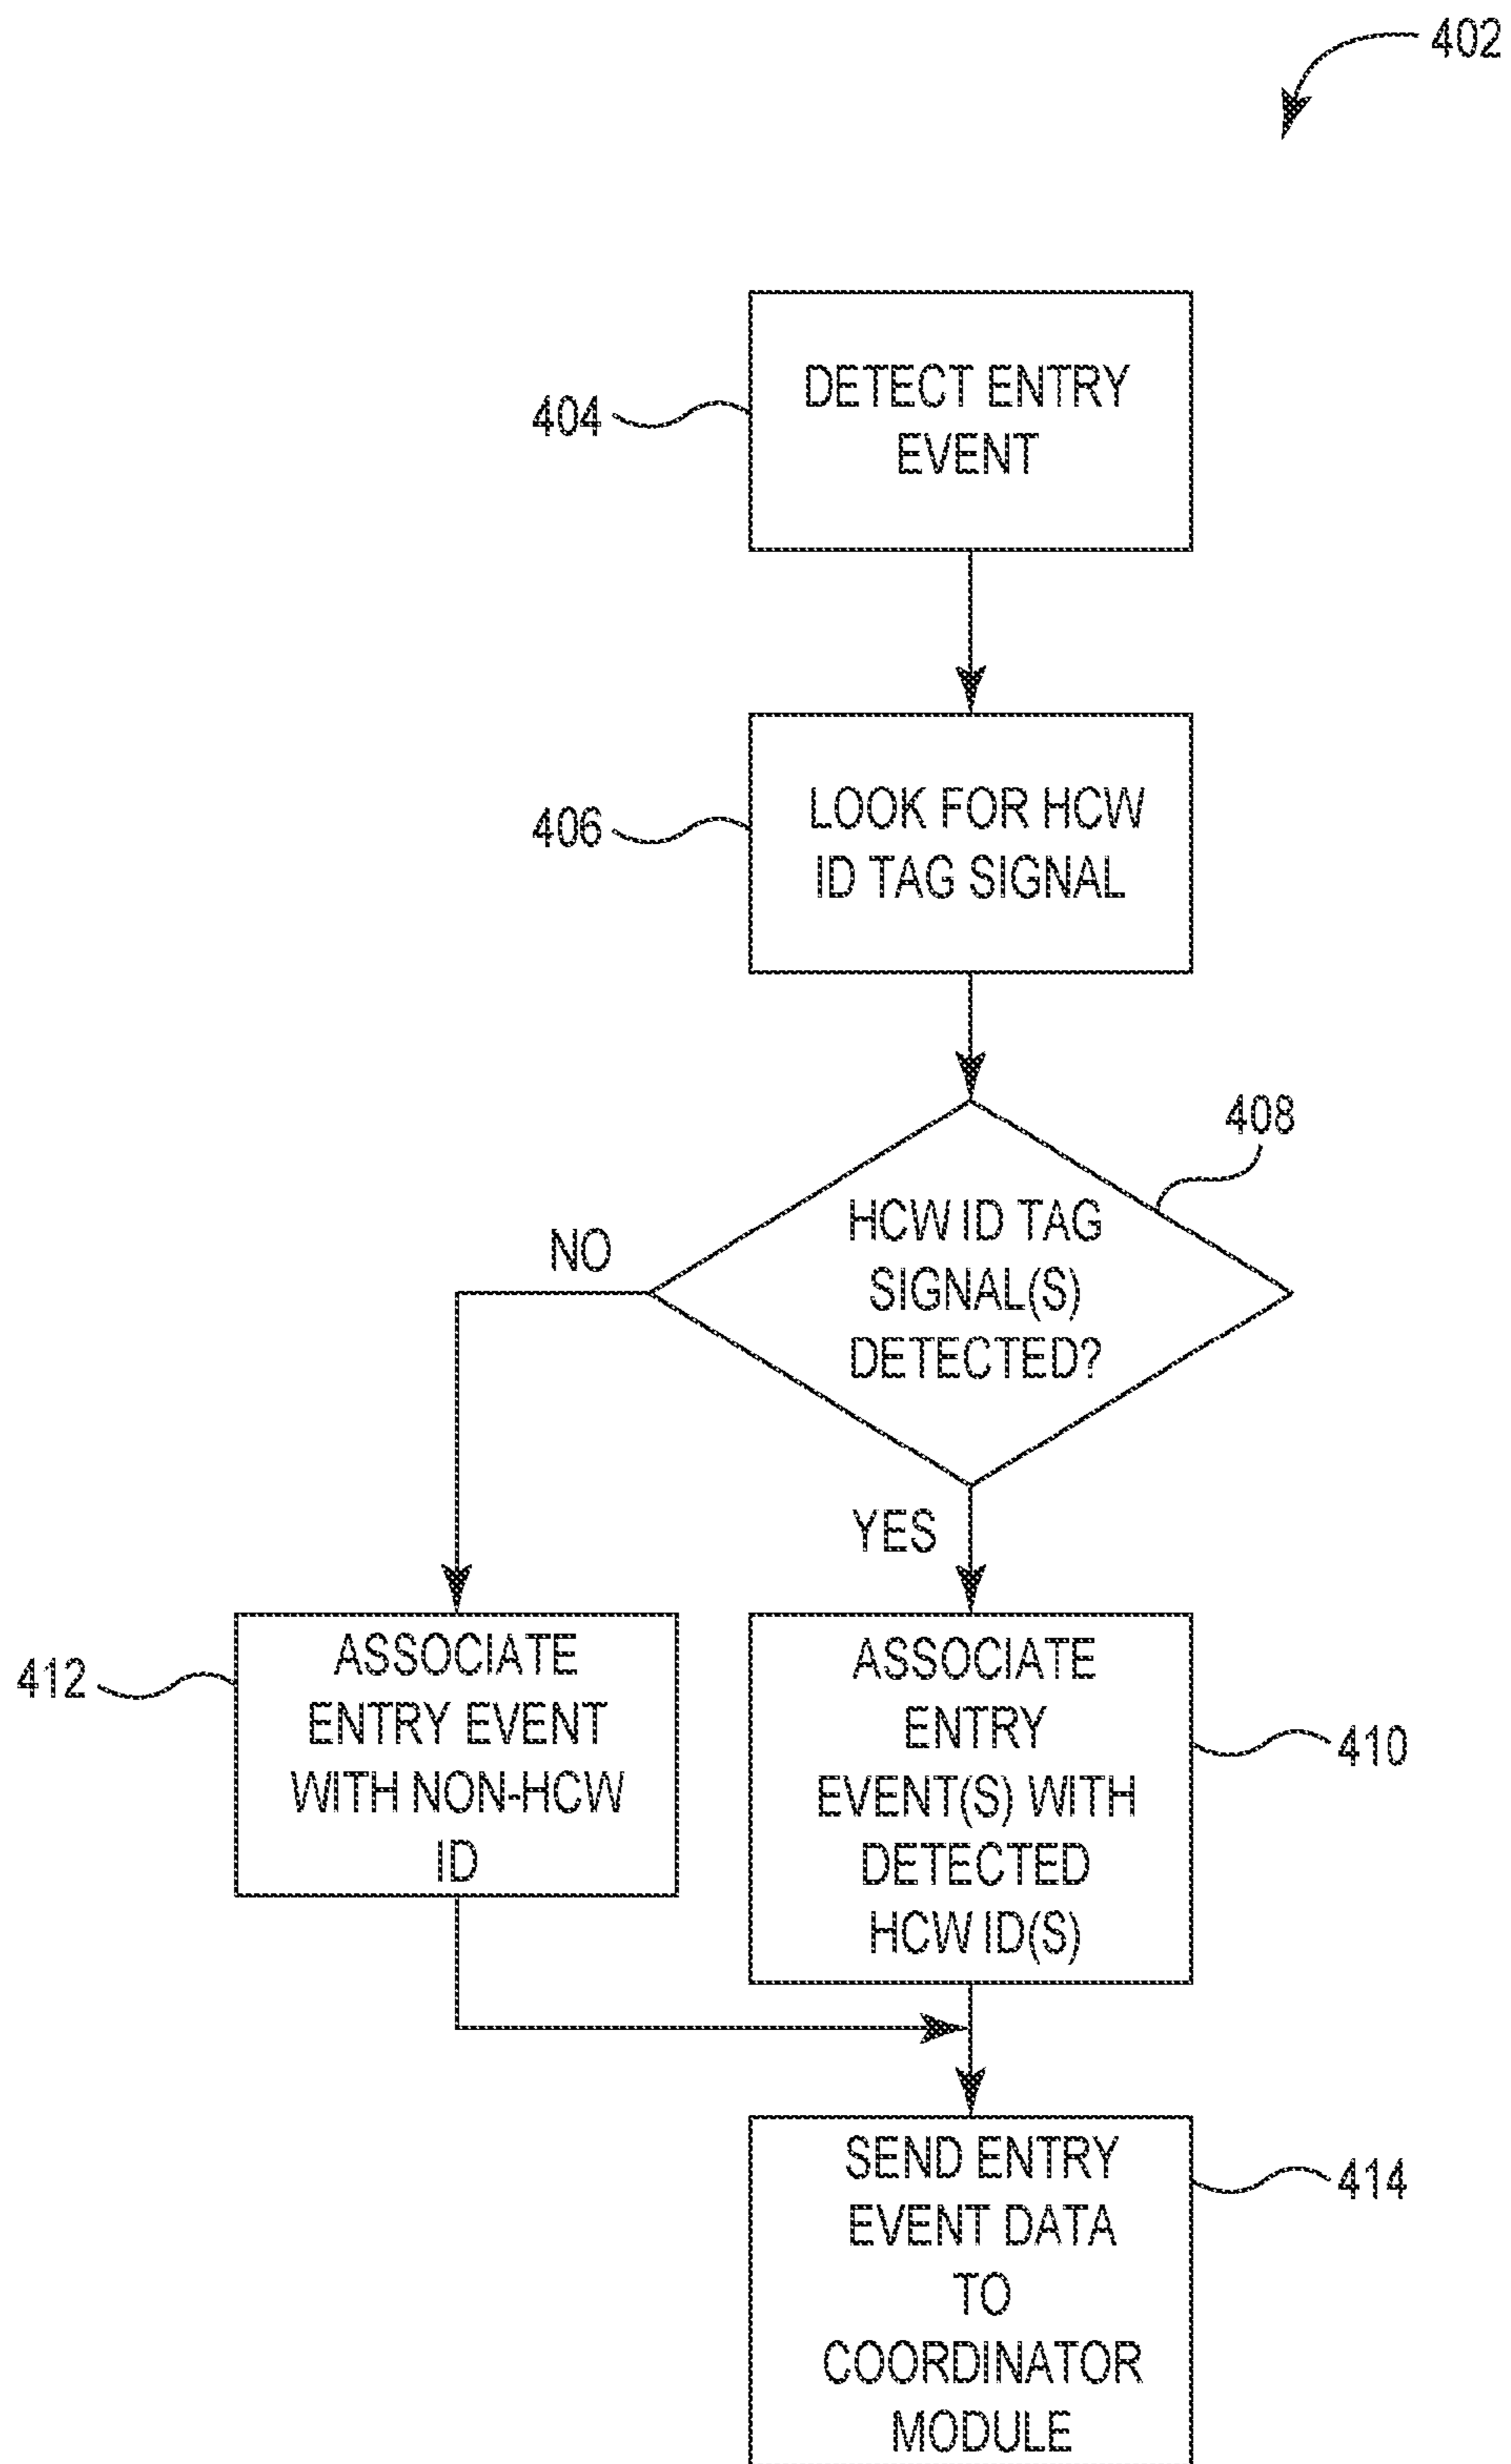 402
DETECT ENTRY
EVENT
404
LOOK FOR HCW
ID TAG SIGNAL
406
408
HCW ID TAG
SIGNAL(S)
DETECTED?
NO
YES
ASSOCIATE
ENTRY EVENT
WITH NON-HCW
ID
412
ASSOCIATE
ENTRY
EVENT(S) WITH
DETECTED
HCW ID(S)
410
SEND ENTRY
EVENT DATA
TO
COORDINATOR
MODULE
414